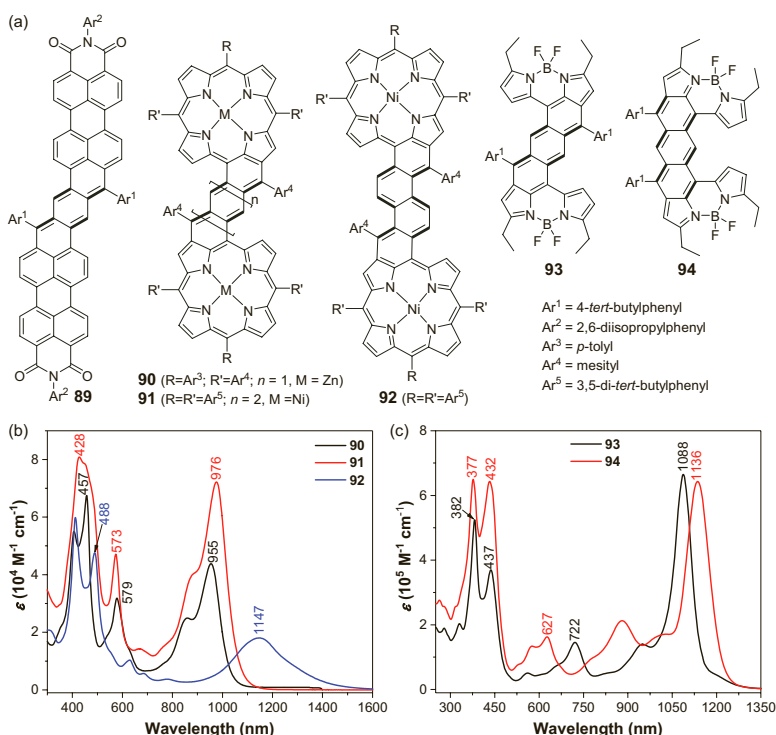 (a)
Ar²
O N O
Ar¹
Ar¹
O N O
Ar²
89
R
R'
N N
M
N N
R'
Ar⁴
n
Ar⁴
R'
N N
M
N N
R'
R
90 (R=Ar³; R'=Ar⁴; n = 1, M = Zn)
91 (R=R'=Ar⁵; n = 2, M =Ni)
R
R'
N N
Ni
N N
R'
Ar⁴
Ar⁴
N N
R'
Ni
R'
N N
R
92 (R=R'=Ar⁵)
F F
B
N N
Ar¹
Ar¹
N N
B
F F
93
F
B
F
N
N
Ar¹
Ar¹
N
N
B
F
F
94
Ar¹ = 4-tert-butylphenyl
Ar² = 2,6-diisopropylphenyl
Ar³ = p-tolyl
Ar⁴ = mesityl
Ar⁵ = 3,5-di-tert-butylphenyl
(b)
90
91
92
428
457
488
573
579
976
955
1147
8
6
4
2
0
ε (10⁴ M⁻¹ cm⁻¹)
400 600 800 1000 1200 1400 1600
Wavelength (nm)
(c)
93
94
377
382
432
437
627
722
1088
1136
8
6
4
2
0
ε (10⁵ M⁻¹ cm⁻¹)
250 450 650 900 1150 1350
Wavelength (nm)